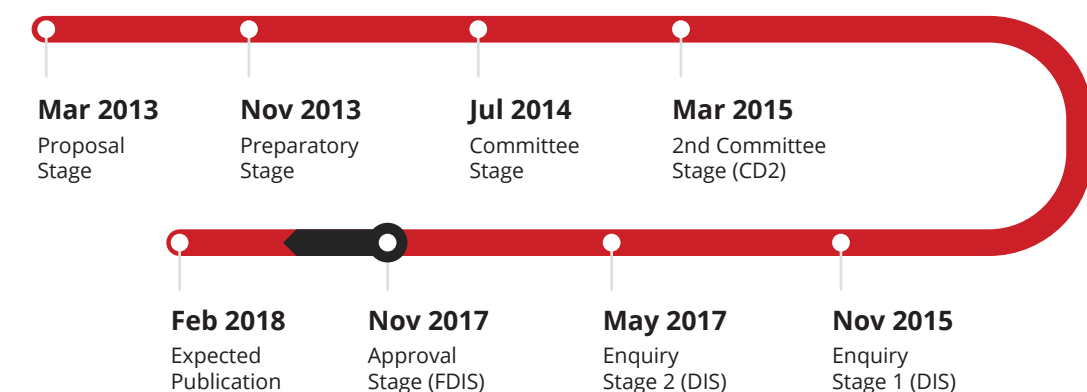 Mar 2013
Proposal
Stage
Nov 2013
Preparatory
Stage
Jul 2014
Committee
Stage
Mar 2015
2nd Committee
Stage (CD2)
Feb 2018
Expected
Publication
Nov 2017
Approval
Stage (FDIS)
May 2017
Enquiry
Stage 2 (DIS)
Nov 2015
Enquiry
Stage 1 (DIS)